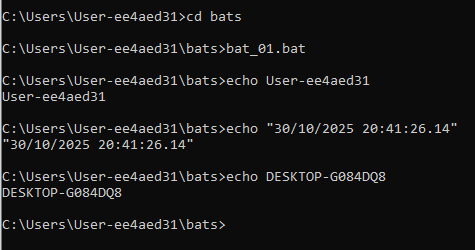 C:\Users\User-ee4aed31>cd bats
C:\Users\User-ee4aed31\bats>bat_01.bat
C:\Users\User-ee4aed31\bats>echo User-ee4aed31
User-ee4aed31
C:\Users\User-ee4aed31\bats>echo "30/10/2025 20:41:26.14"
"30/10/2025 20:41:26.14"
C:\Users\User-ee4aed31\bats>echo DESKTOP-G084DQ8
DESKTOP-G084DQ8
C:\Users\User-ee4aed31\bats>